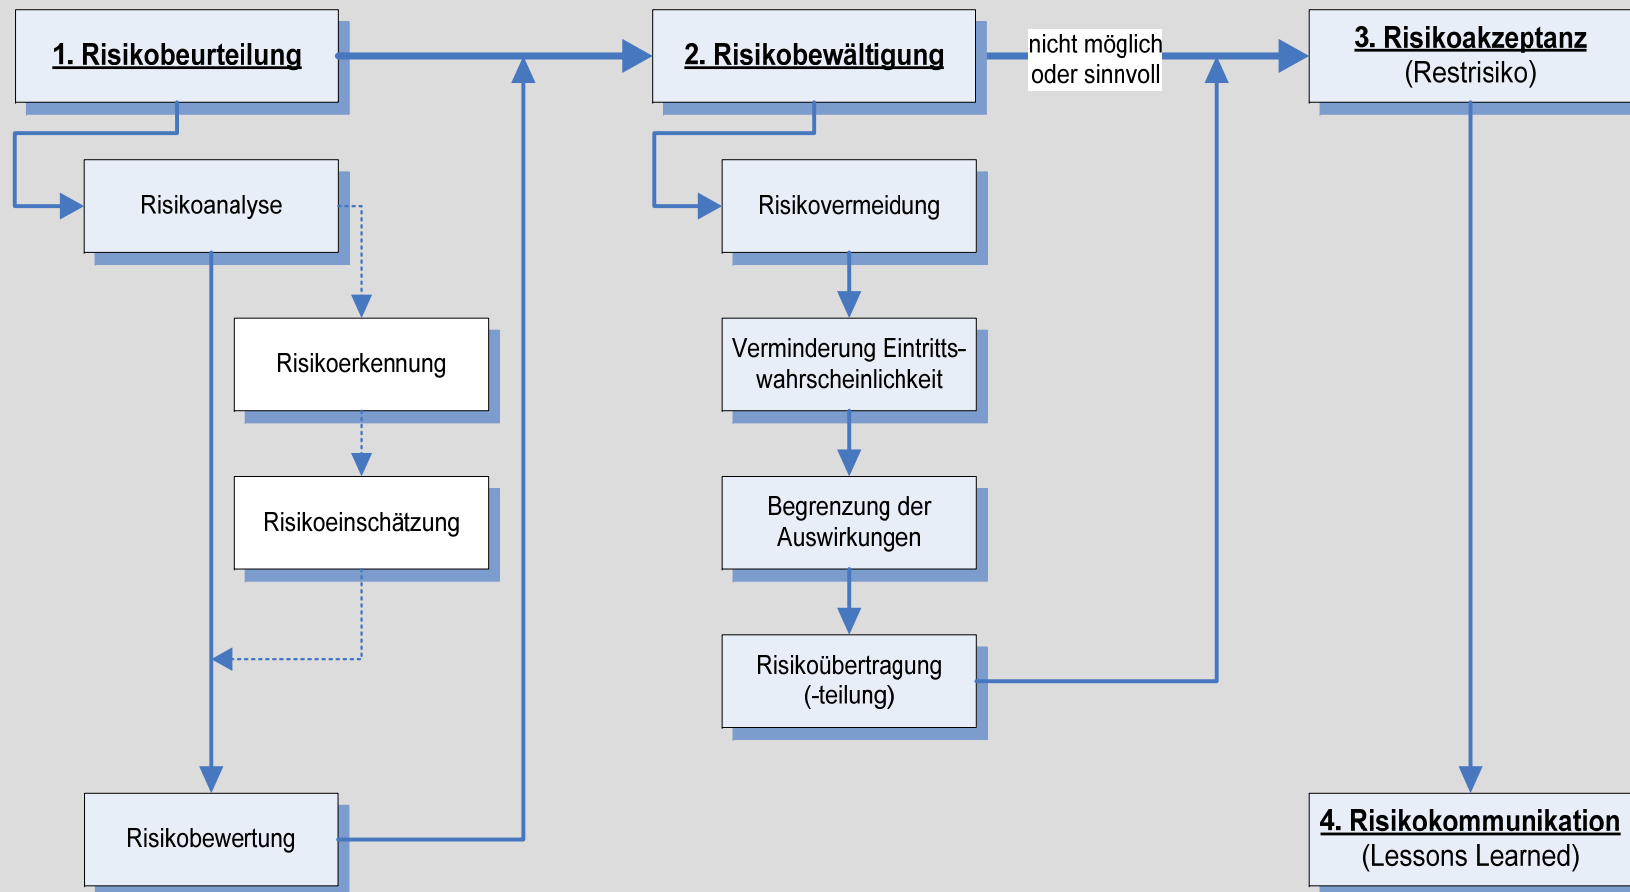 1. Risikobeurteilung
Risikoanalyse
Risikoerkennung
Risikoeinschätzung
Risikobewertung
2. Risikobewältigung
Risikovermeidung
Verminderung Eintritts-
wahrscheinlichkeit
Begrenzung der
Auswirkungen
Risikoübertragung
(-teilung)
nicht möglich
oder sinnvoll
3. Risikoakzeptanz
(Restrisiko)
4. Risikokommunikation
(Lessons Learned)